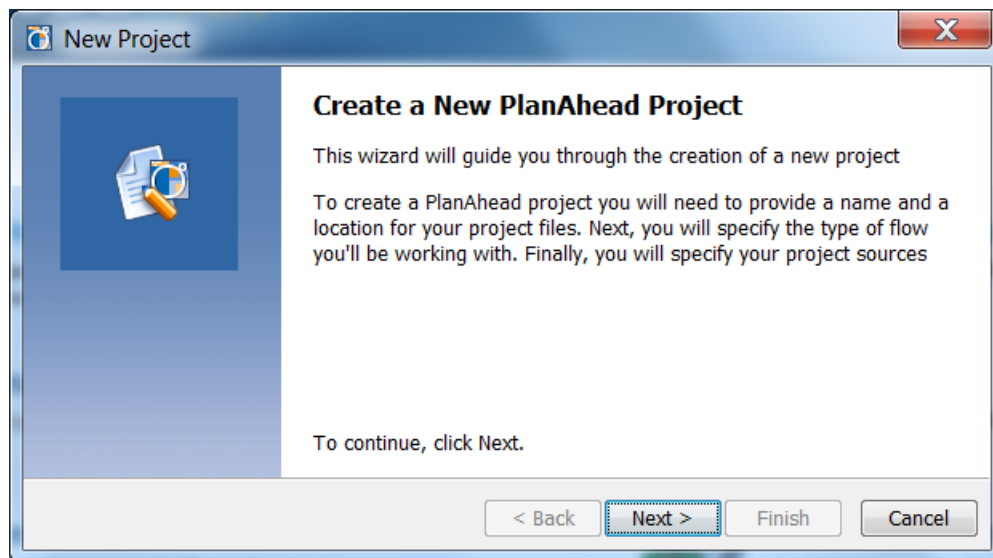 New Project
X
Create a New PlanAhead Project
This wizard will guide you through the creation of a new project
To create a PlanAhead project you will need to provide a name and a
location for your project files. Next, you will specify the type of flow
you'll be working with. Finally, you will specify your project sources
To continue, click Next.
< Back Next > Finish Cancel